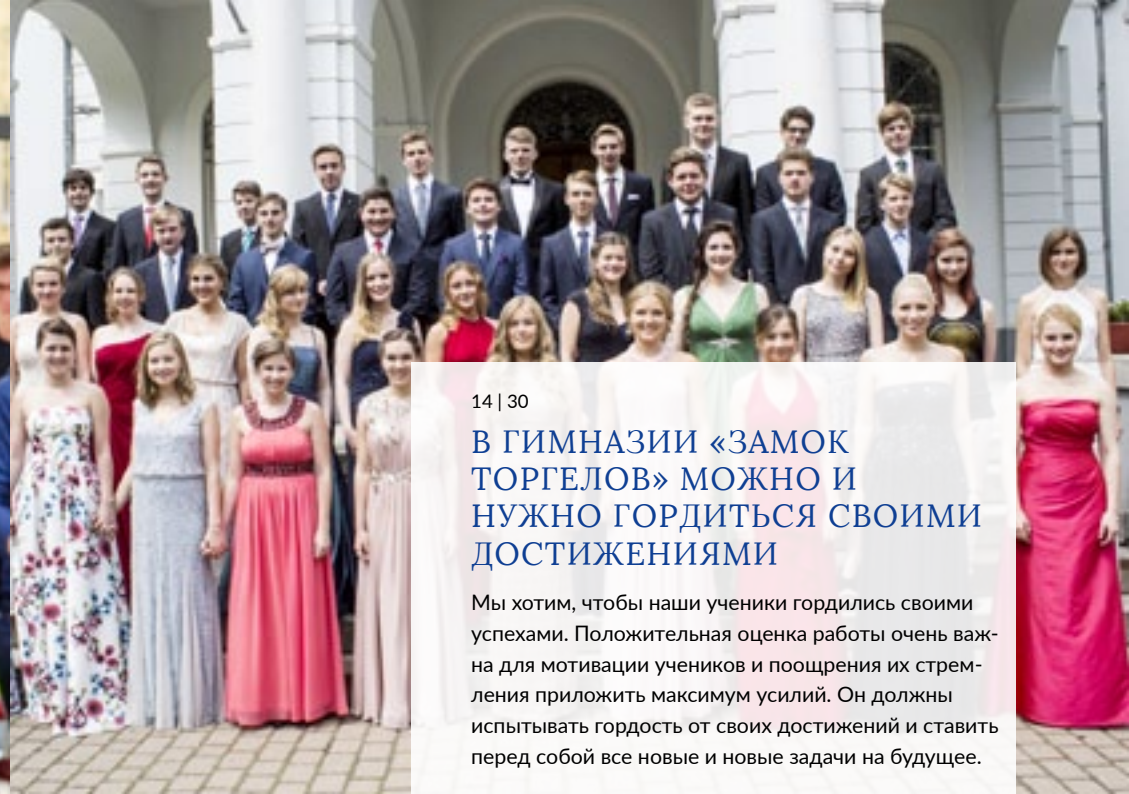 14 | 30
В ГИМНАЗИИ «ЗАМОК
ТОРГЕЛОВ» МОЖНО И
НУЖНО ГОРДИТЬСЯ СВОИМИ
ДОСТИЖЕНИЯМИ
Мы хотим, чтобы наши ученики гордились своими
успехами. Положительная оценка работы очень важ-
на для мотивации учеников и поощрения их стрем-
ления приложить максимум усилий. Он должны
испытывать гордость от своих достижений и ставить
перед собой все новые и новые задачи на будущее.